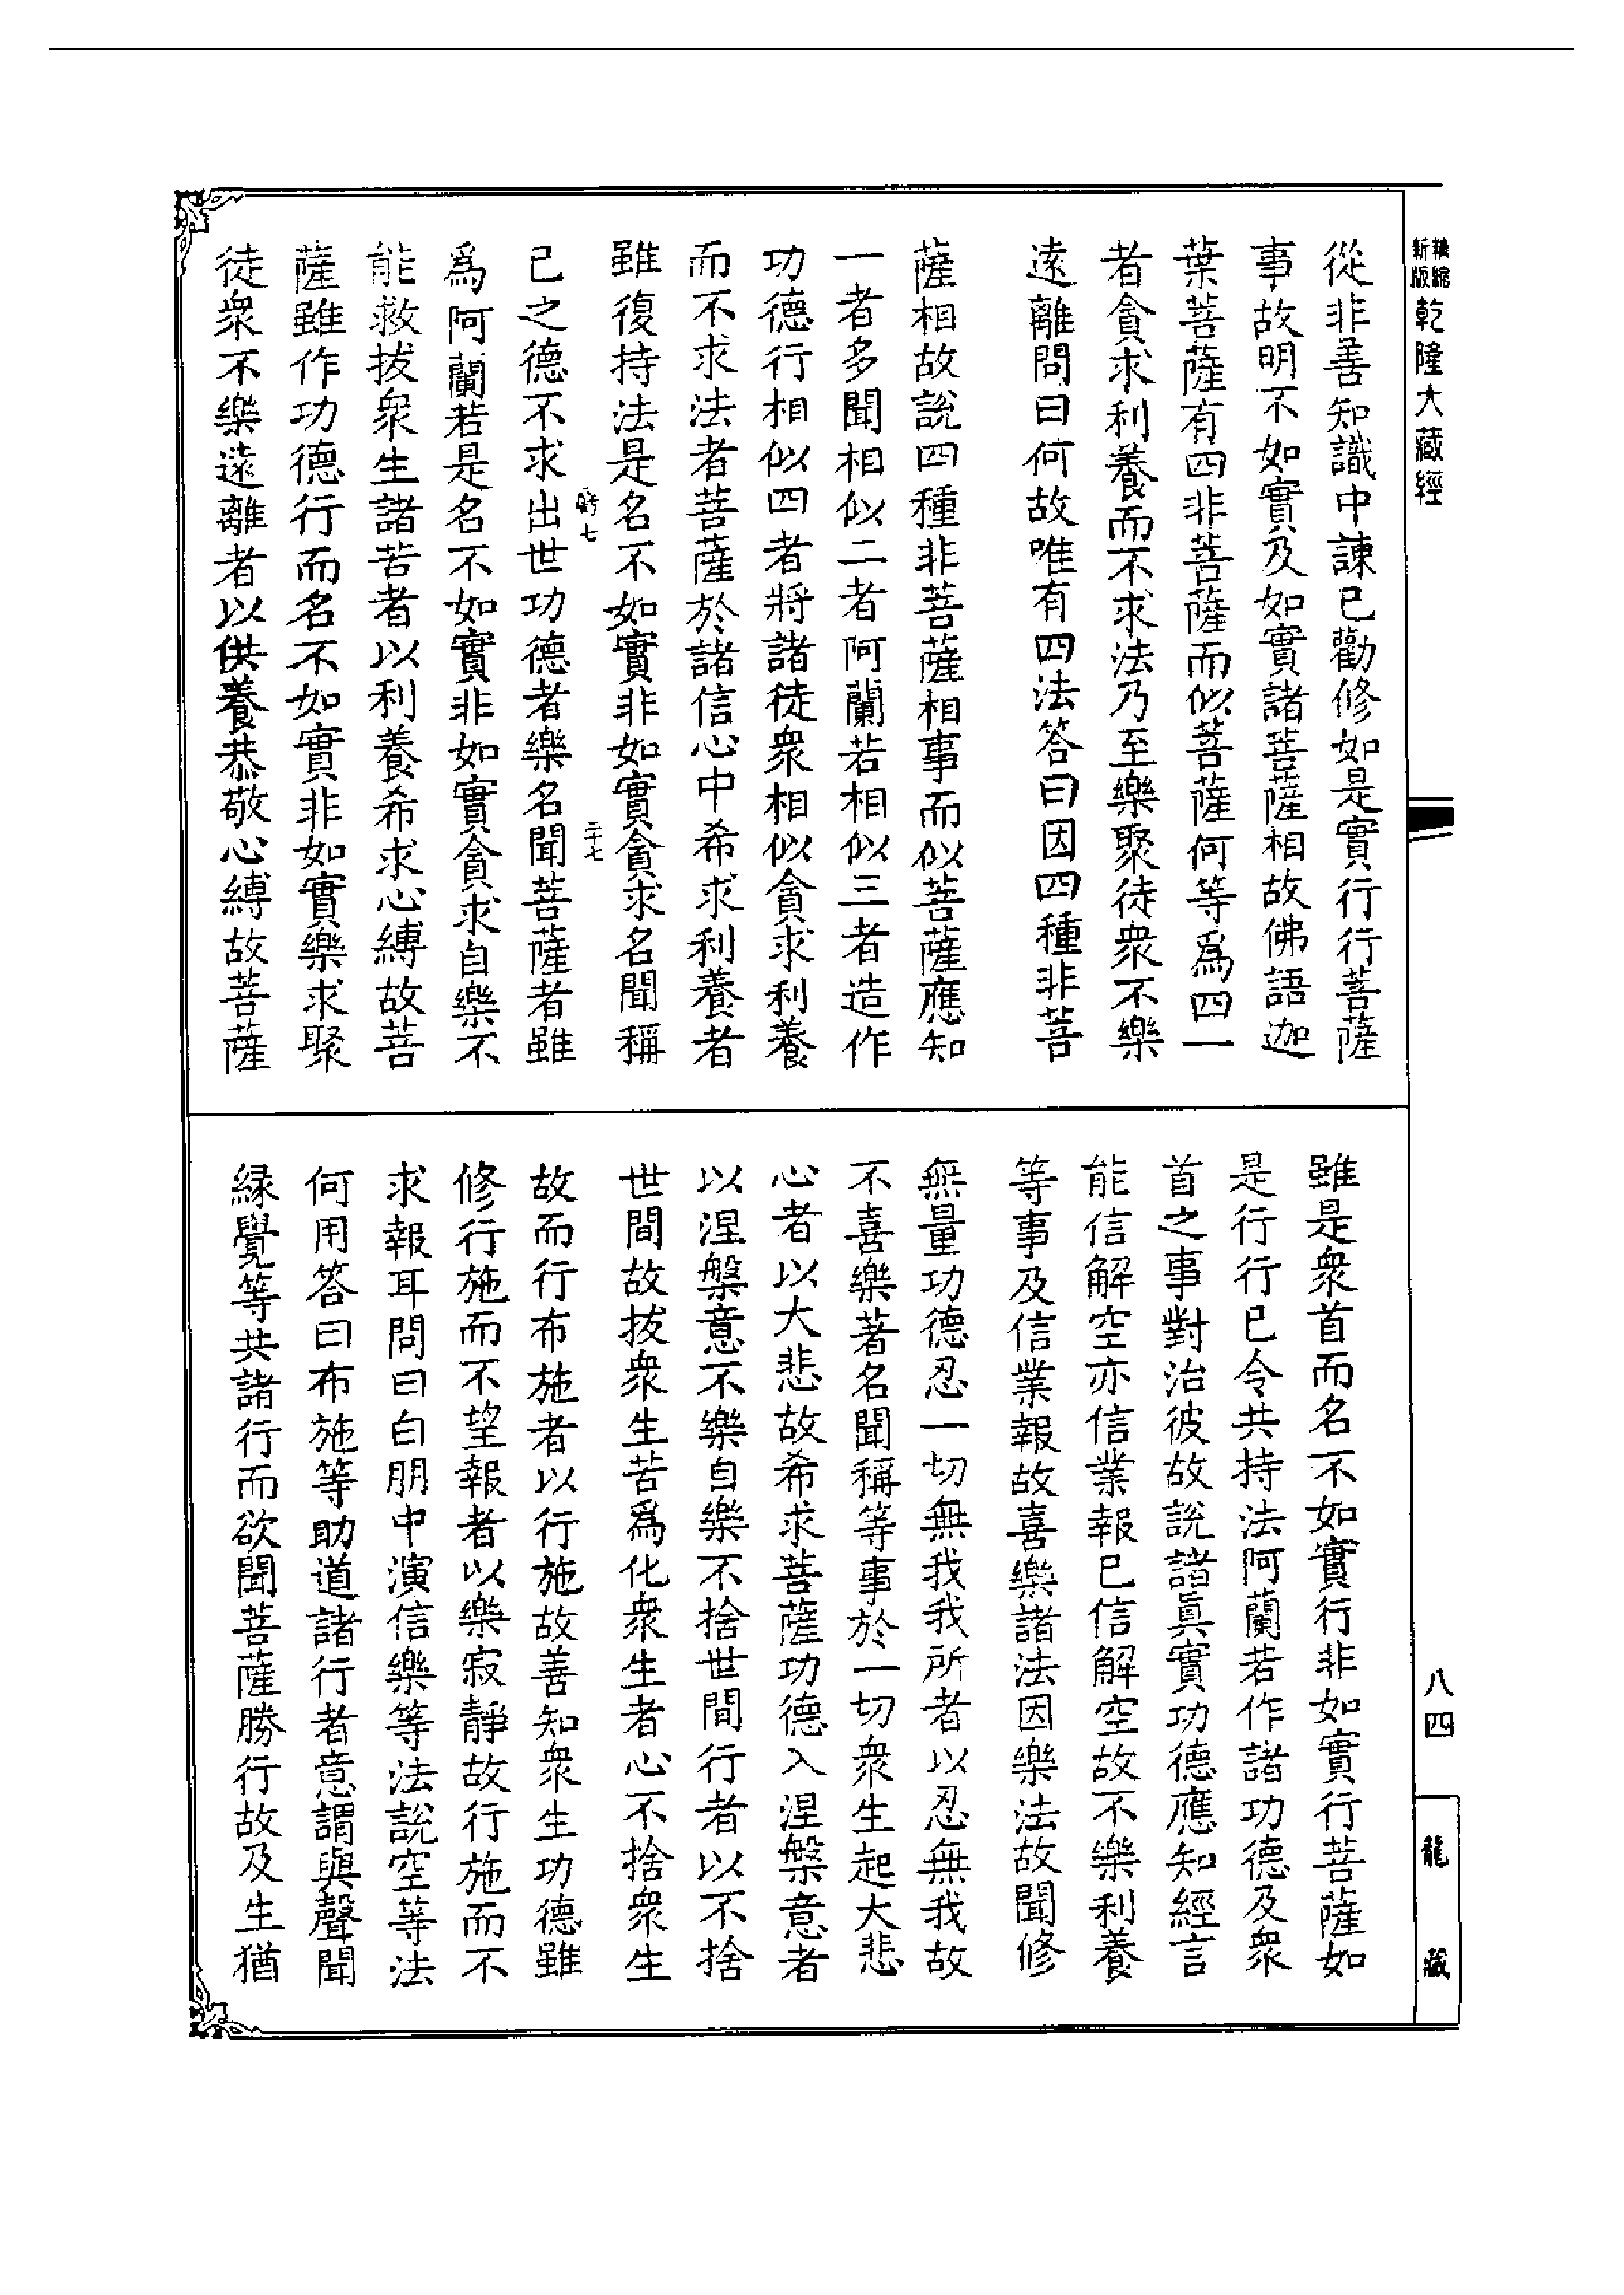 新版精縮乾隆大藏經
從非善知識中諫已勸修如是實行行菩薩
事故明不如實及如實諸菩薩相故佛語迦
葉菩薩有四非菩薩而似菩薩何等爲四一
者貪求利養而不求法乃至樂聚徒衆不樂
遠離問曰何故唯有四法答曰因四種非菩
薩相故說四種非菩薩相事而似菩薩應知
一者多聞相似二者阿蘭若相似三者造作
功德行相似四者將諸徒衆相似貪求利養
而不求法者菩薩於諸信心中希求利養者
雖復持法是名不如實非如實貪求名聞稱
二十七
已之德不求出世功德者樂名聞菩薩者雖
爲阿蘭若是名不如實非如實貪求自樂不
能救拔衆生諸苦者以利養希求心縛故菩
薩雖作功德行而名不如實非如實樂求聚
徒衆不樂遠離者以供養恭敬心縛故菩薩
雖是衆首而名不如實行非如實行菩薩如
是行行已令共持法阿蘭若作諸功德及衆
首之事對治彼故說諸眞實功德應知經言
能信解空亦信業報已信解空故不樂利養
等事及信業報故喜樂諸法因樂法故聞修
無量功德忍一切無我我所者以忍無我故
不喜樂著名聞稱等事於一切衆生起大悲
心者以大悲故希求菩薩功德入涅槃意者
以涅槃意不樂自樂不捨世間行者以不捨
世間故拔衆生苦爲化衆生者心不捨衆生
故而行布施者以行施故善知衆生功德雖
修行施而不望報者以樂寂靜故行施而不
求報耳問曰白朋中演信樂等法說空等法
何用答曰布施等助道諸行者意謂與聲聞
緣覺等共諸行而欲聞菩薩勝行故及生猶
八四
龍藏